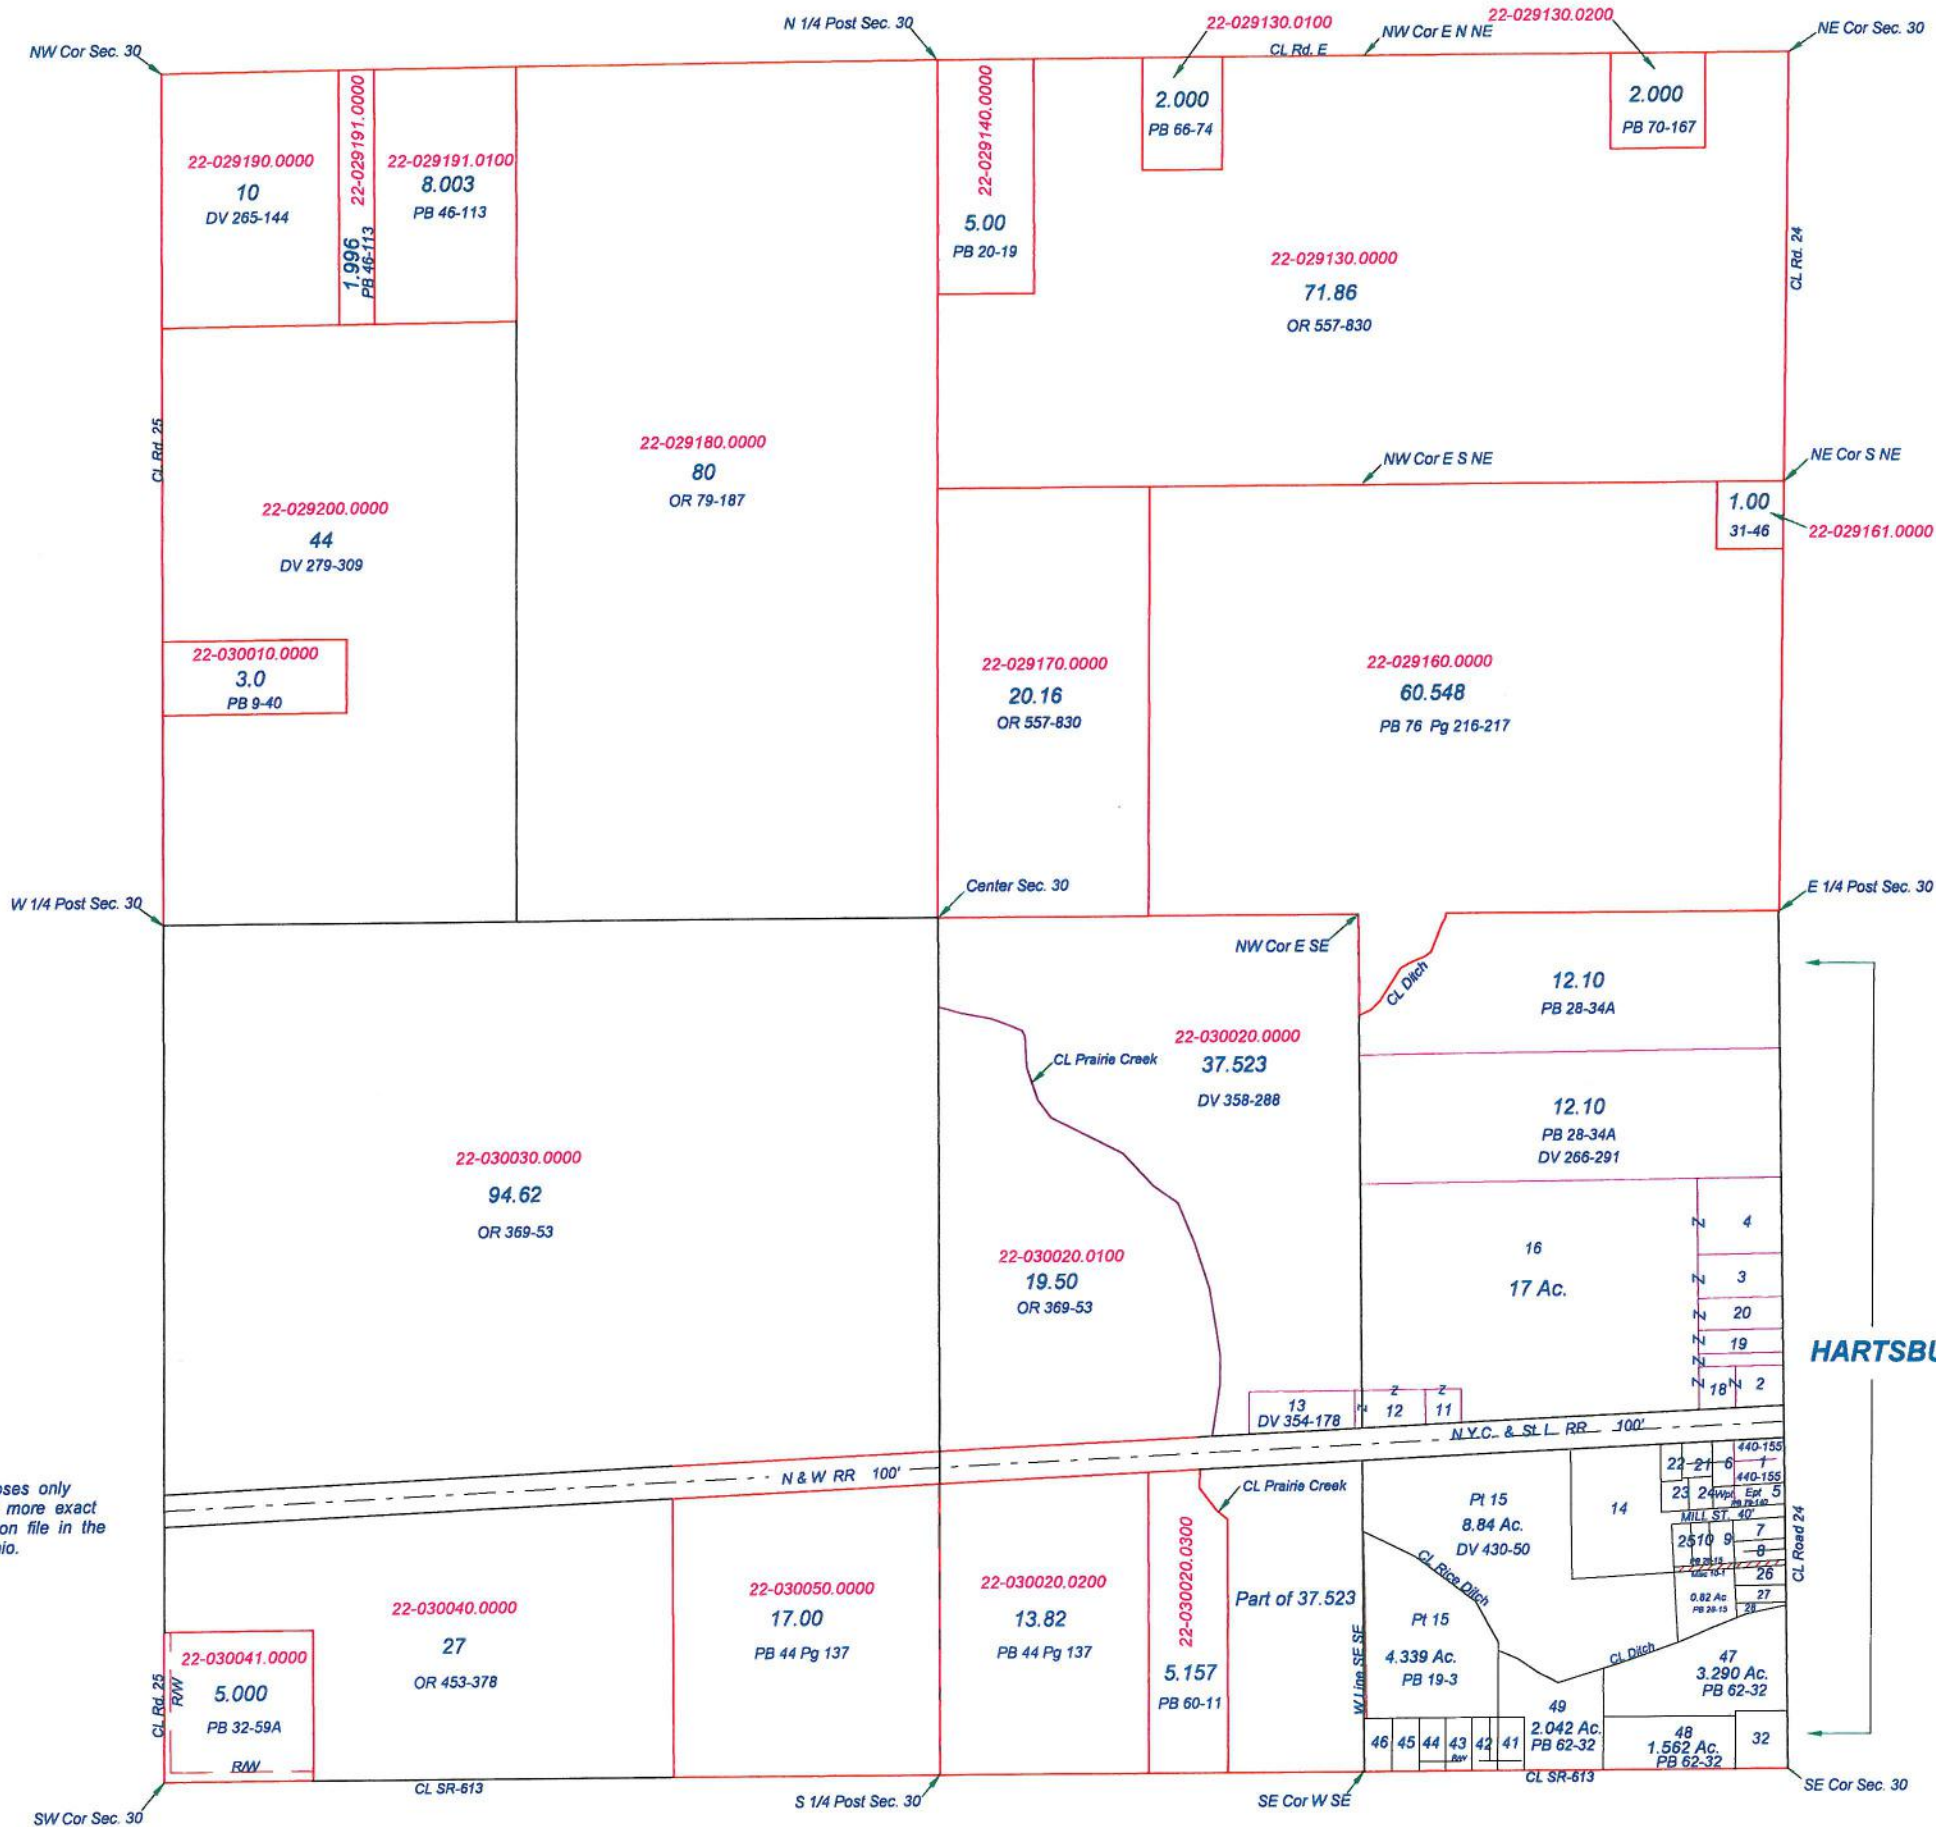 NW Cor Sec. 30
N 1/4 Post Sec. 30
22-029130.0100
NW Cor E N NE
22-029130.0200
NE Cor Sec. 30
CL Rd. E
22-029190.0000
10
DV 265-144
22-029191.0000
1.996
PB 46-113
22-029191.0100
8.003
PB 46-113
22-029140.0000
5.00
PB 20-19
2.000
PB 66-74
2.000
PB 70-167
22-029130.0000
71.86
OR 557-830
CL Rd. 24
CL Rd. 25
22-029180.0000
80
OR 79-187
22-029200.0000
44
DV 279-309
NW Cor E S NE
NE Cor S NE
1.00
31-46
22-029161.0000
22-030010.0000
3.0
PB 9-40
22-029170.0000
20.16
OR 557-830
22-029160.0000
60.548
PB 76 Pg 216-217
W 1/4 Post Sec. 30
Center Sec. 30
E 1/4 Post Sec. 30
NW Cor E SE
CL Ditch
12.10
PB 28-34A
22-030020.0000
37.523
DV 358-288
CL Prairie Creek
12.10
PB 28-34A
DV 266-291
22-030030.0000
94.62
OR 369-53
22-030020.0100
19.50
OR 369-53
16
17 Ac.
Z
4
Z
3
Z
20
Z
19
Z
Z
18
Z
2
HARTSBU
13
DV 354-178
Z
Z
12
Z
11
N.Y.C. & St.L. RR 100'
N & W RR 100'
oses only
more exact
on file in the
io.
CL Prairie Creek
Pt 15
8.84 Ac.
DV 430-50
14
22
21
6
440-155
1
440-155
23
24
Wpt
Ept 5
MILL ST. 40'
25
10
9
7
8
26
0.82 Ac
PB 28-15
27
28
CL Road 24
CL Rice Ditch
22-030040.0000
27
OR 453-378
22-030050.0000
17.00
PB 44 Pg 137
22-030020.0200
13.82
PB 44 Pg 137
22-030020.0300
5.157
PB 60-11
Part of 37.523
W Line SE SE
Pt 15
4.339 Ac.
PB 19-3
CL Ditch
47
3.290 Ac.
PB 62-32
49
2.042 Ac.
PB 62-32
48
1.562 Ac.
PB 62-32
32
46
45
44
43
R/W
42
41
22-030041.0000
5.000
PB 32-59A
CL Rd. 25
R/W
R/W
CL SR-613
CL SR-613
SW Cor Sec. 30
S 1/4 Post Sec. 30
SE Cor W SE
SE Cor Sec. 30